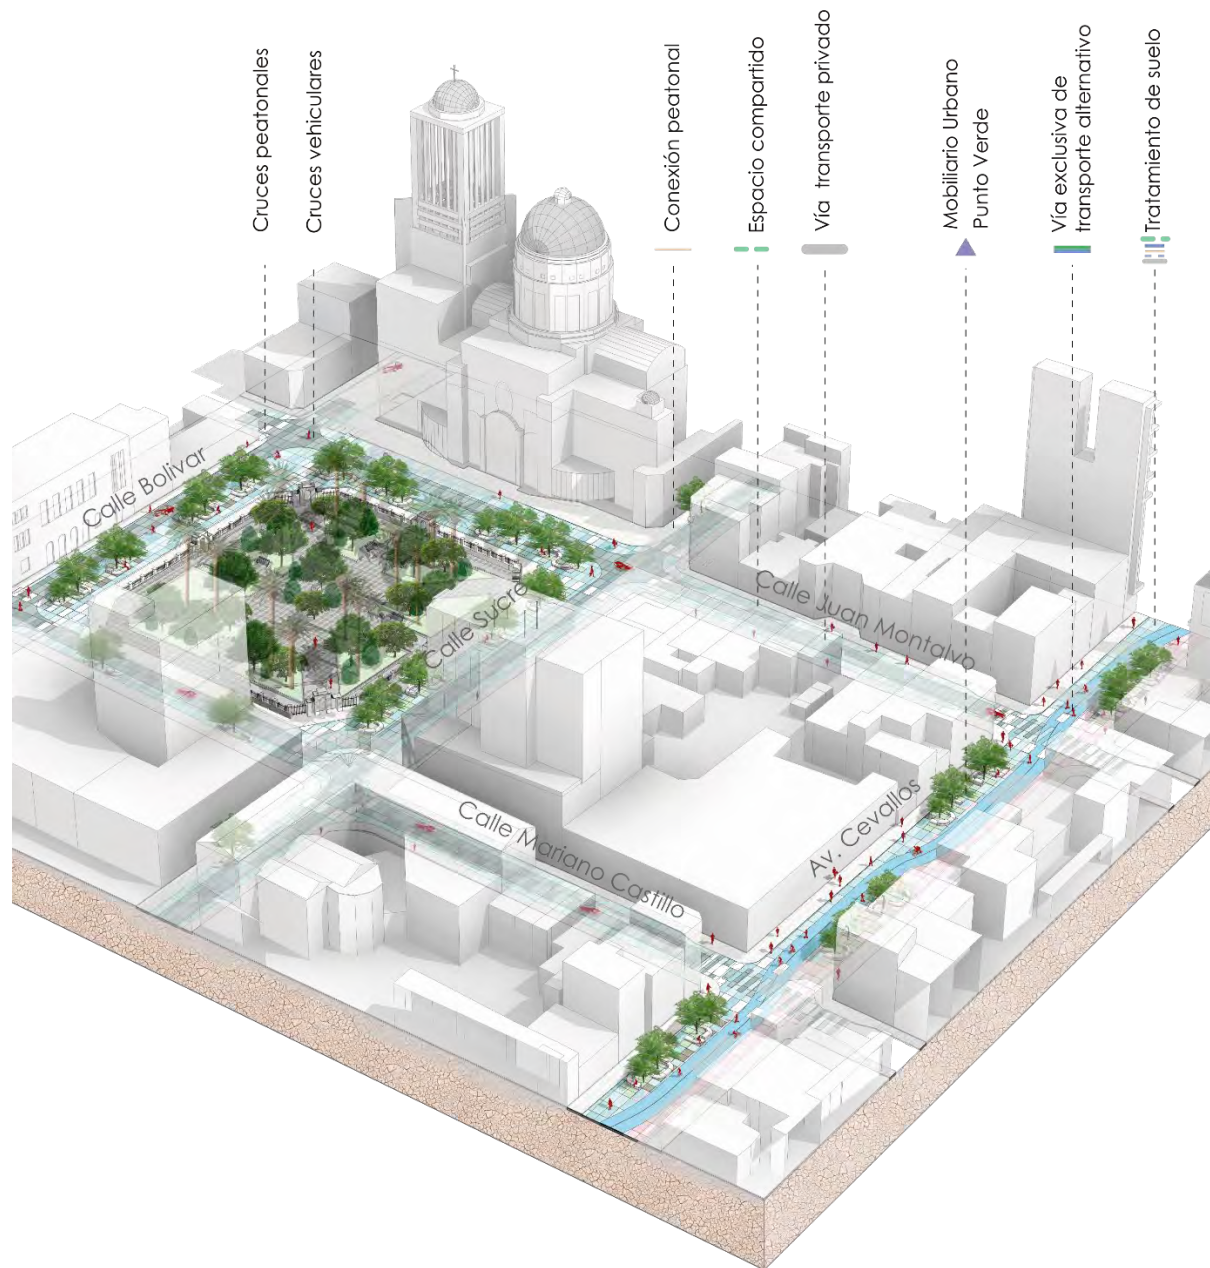 Cruces peatonales
Cruces vehiculares
Conexión peatonal
Espacio compartido
Vía transporte privado
Mobiliario Urbano
Punto Verde
Vía exclusiva de
transporte alternativo
Tratamiento de suelo
Calle Bolivar
Calle Sucre
Calle Juan Montalvo
Calle Mariano Castillo
Av. Cevallos